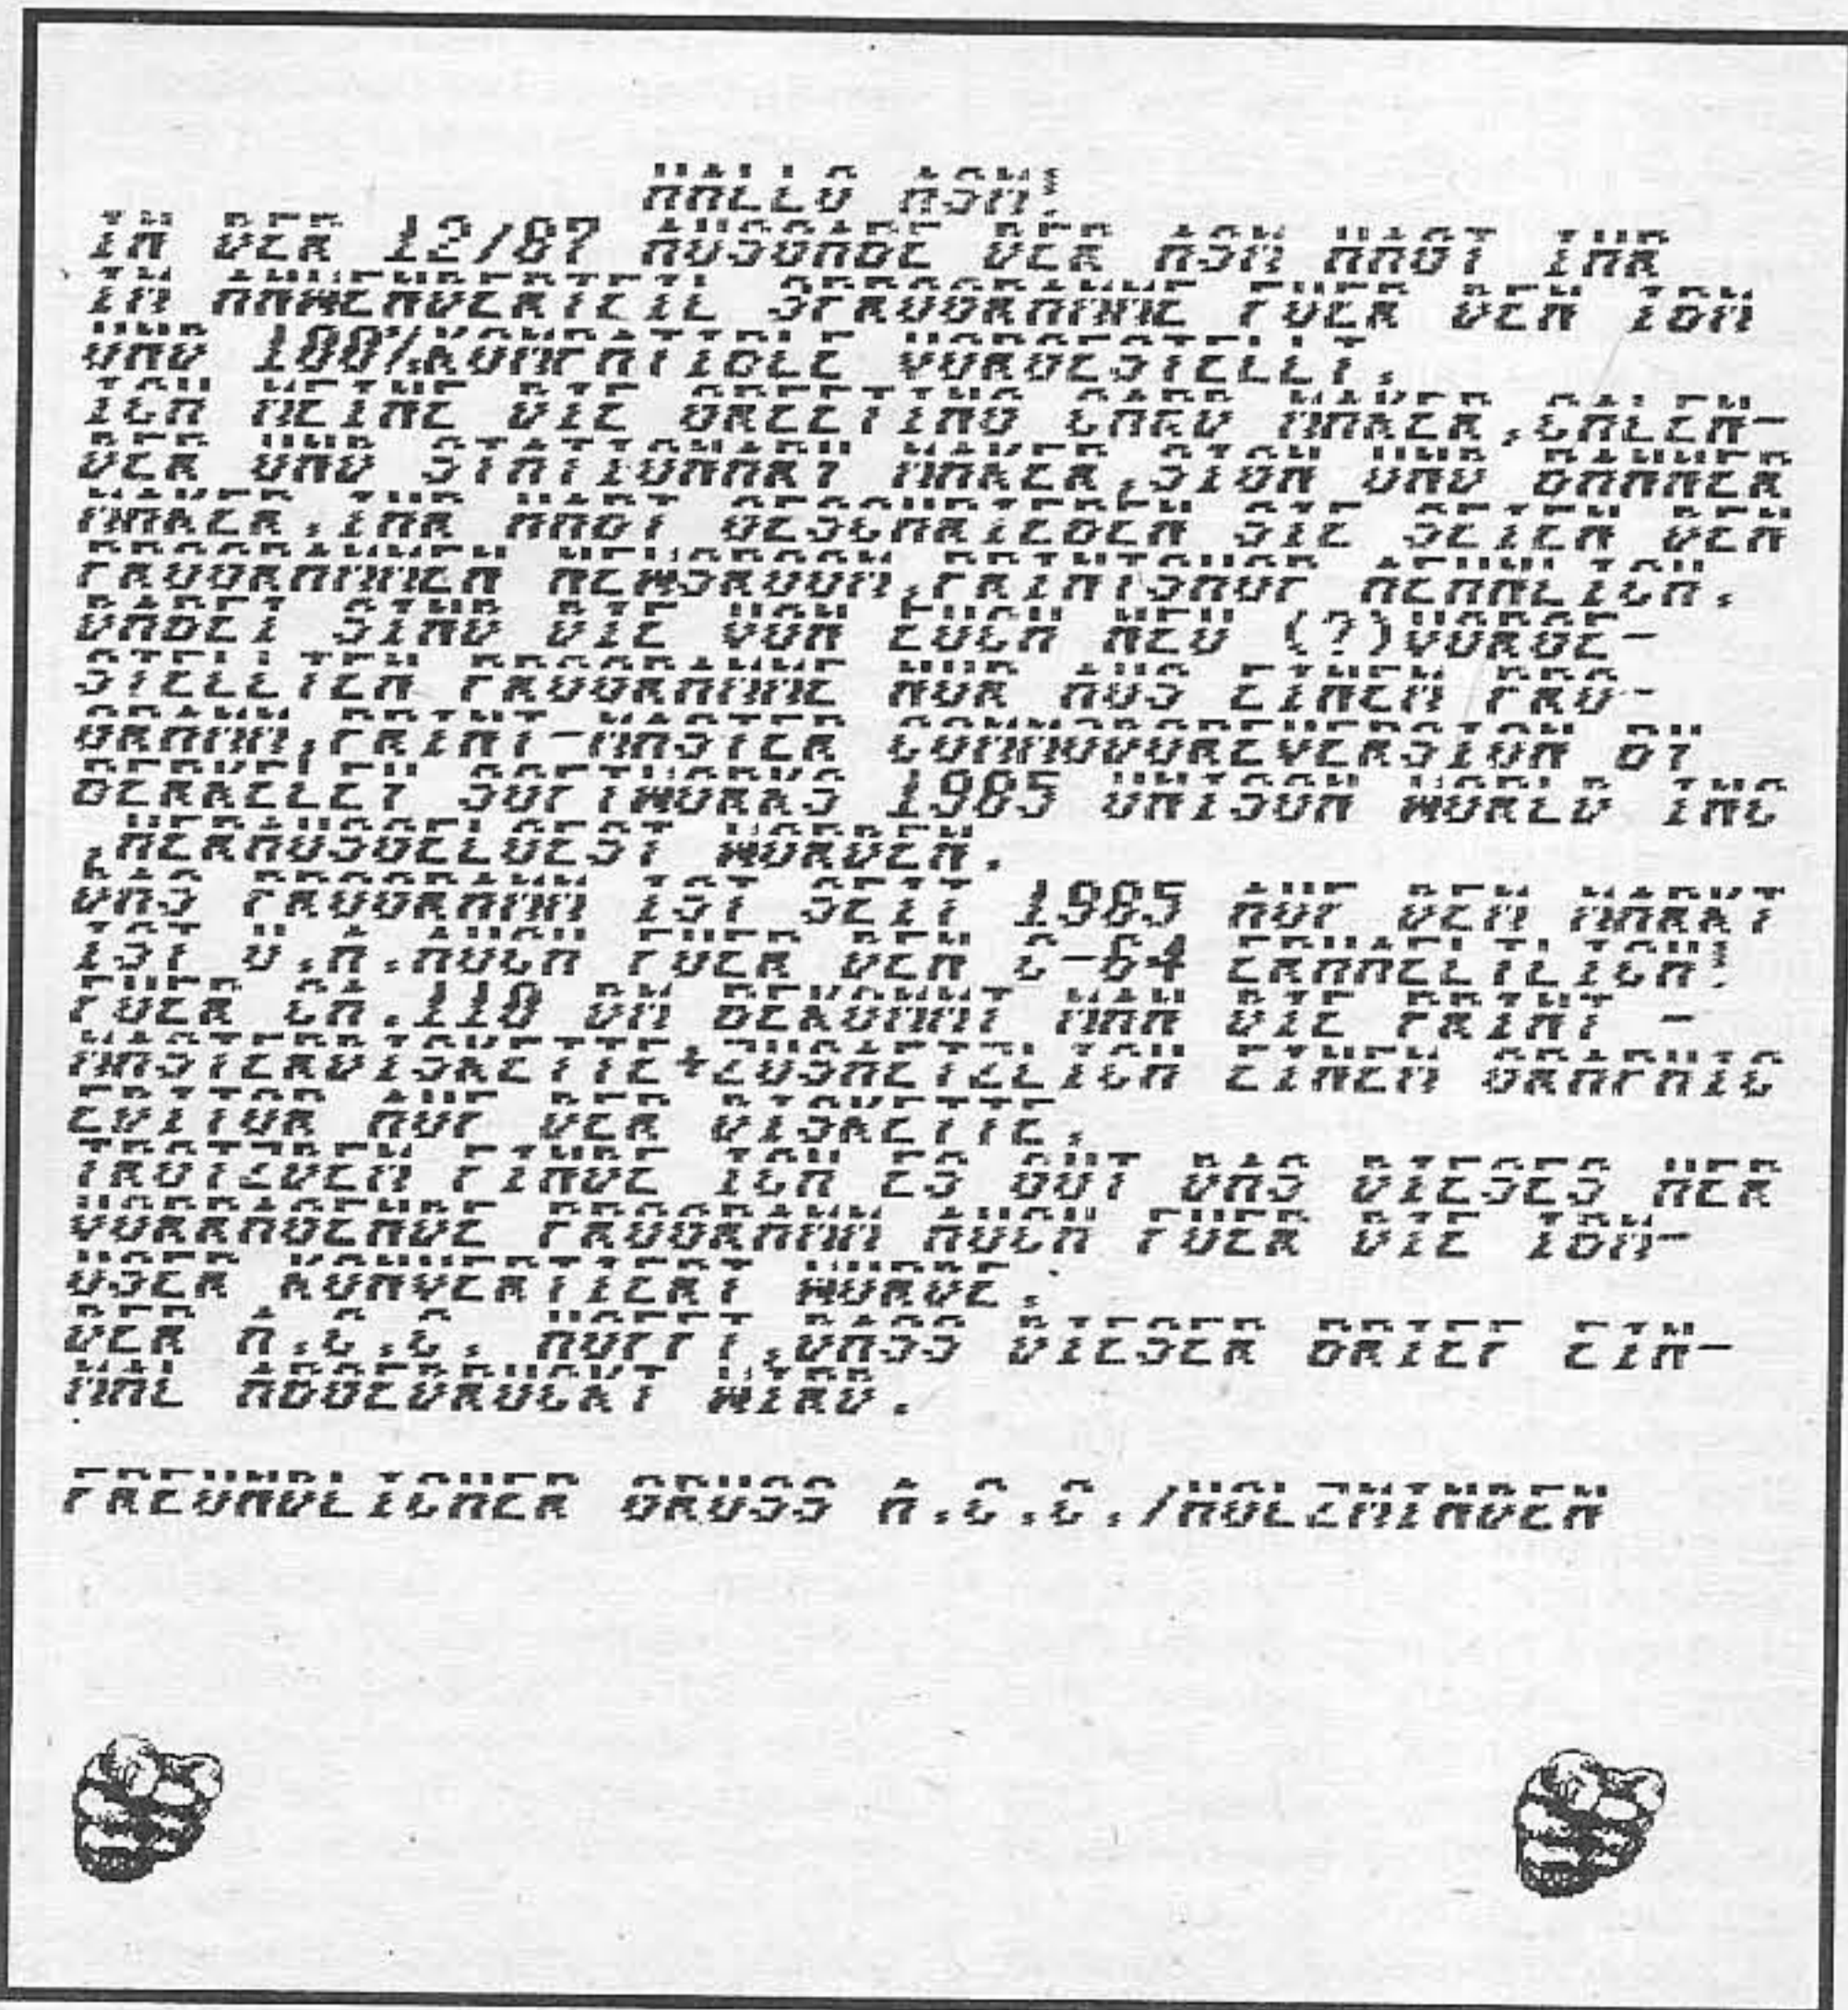 HALLO ASM!
IN DER 12/87 AUSGABE DER ASM HABT IHR
IM ANWENDERTEIL 3PROGRAMME FUER DEN IBM
UND 100%KOMPATIBLE VORGESTELLT.
ICH MEINE DIE GREETING CARD MAKER,CALEN-
DER UND STATIONARY MAKER,SIGN UND BANNER
MAKER.IHR HABT GESCHRIEBEN SIE SEIEN DEN
PROGRAMMEN NEWSROOM,PRINTSHOP AEHNLICH.
DABEI SIND DIE VON EUCH NEU (?)VORGE-
STELLTEN PROGRAMME NUR AUS EINEM PRO-
GRAMM,PRINT-MASTER COMMODOREVERSION BY
BERKELEY SOFTWORKS 1985 UNISON WORLD INC
,HERAUSGELOEST WORDEN.
DAS PROGRAMM IST SEIT 1985 AUF DEM MARKT
IST U.A.AUCH FUER DEN C-64 ERHAELTLICH!
FUER CA.110 DM BEKOMMT MAN DIE PRINT -
MASTERDISKETTE+ZUSAETZLICH EINEN GRAPHIC
EDITOR AUF DER DISKETTE.
TROTZDEM FINDE ICH ES GUT DAS DIESES HER
VORRAGENDE PROGRAMM AUCH FUER DIE IBM-
USER KONVERTIERT WURDE.
DER A.C.C. HOFFT,DASS DIESER BRIEF EIN-
MAL ABGEDRUCKT WIRD.
FREUNDLICHER GRUSS A.C.C./HOLZMINDEN